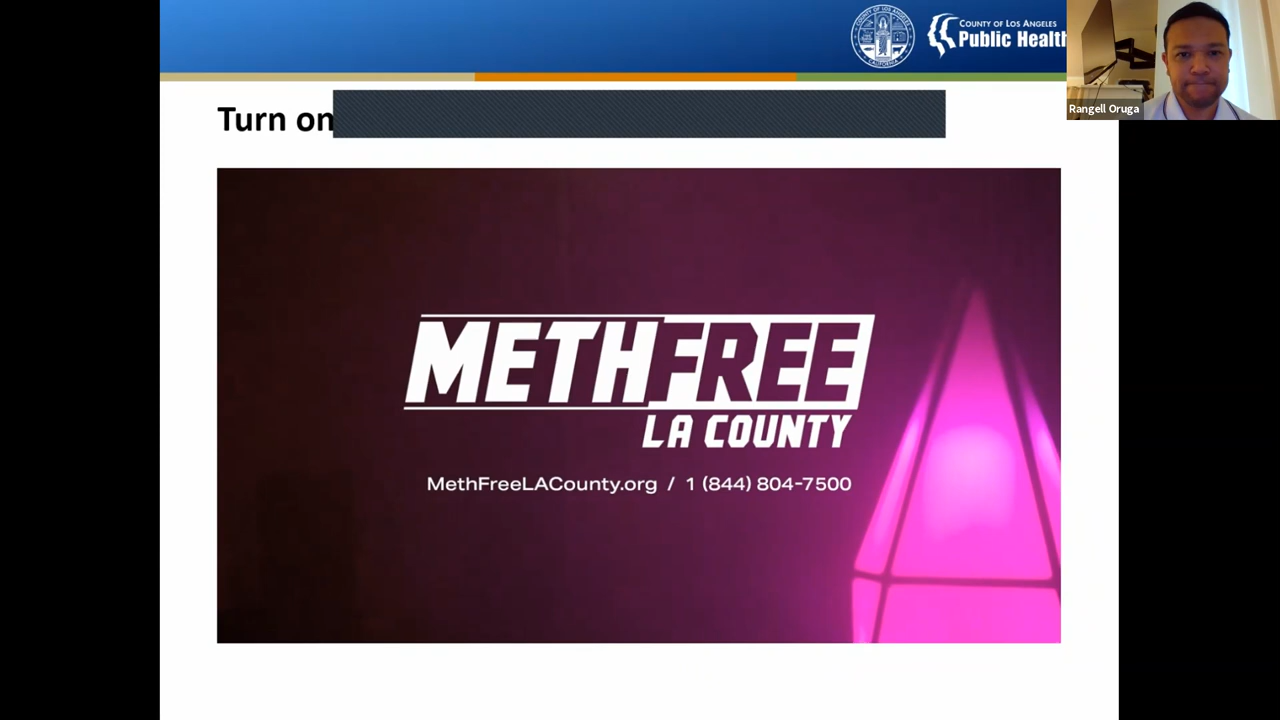 COUNTY OF LOS ANGELES
Public Health
Rangell Oruga
Turn on
METHFREE
LA COUNTY
MethFreeLACounty.org / 1 (844) 804-7500